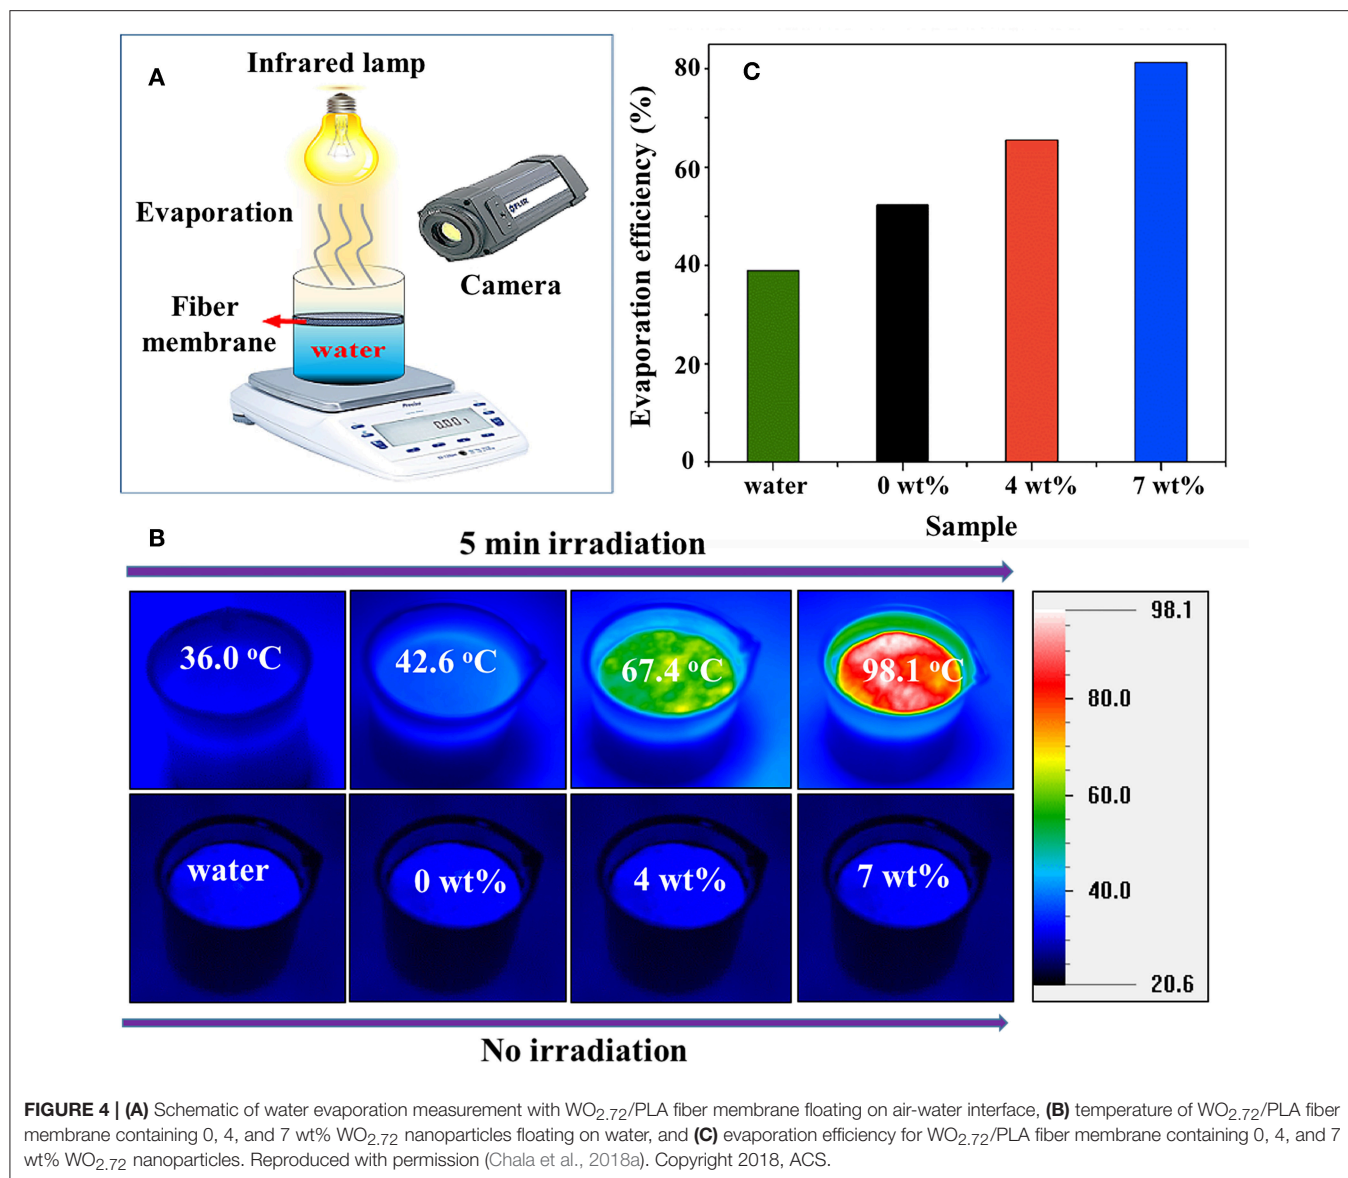 A
Infrared lamp
Evaporation
FLIR
Camera
Fiber
membrane
water
0.00
C
Evaporation efficiency (%)
80
60
40
20
0
water 0 wt% 4 wt% 7 wt%
Sample
B
5 min irradiation
36.0 °C 42.6 °C 67.4 °C 98.1 °C
water 0 wt% 4 wt% 7 wt%
No irradiation
98.1
80.0
60.0
40.0
20.6
FIGURE 4 | (A) Schematic of water evaporation measurement with WO2.72/PLA fiber membrane floating on air-water interface, (B) temperature of WO2.72/PLA fiber
membrane containing 0, 4, and 7 wt% WO2.72 nanoparticles floating on water, and (C) evaporation efficiency for WO2.72/PLA fiber membrane containing 0, 4, and 7
wt% WO2.72 nanoparticles. Reproduced with permission (Chala et al., 2018a). Copyright 2018, ACS.